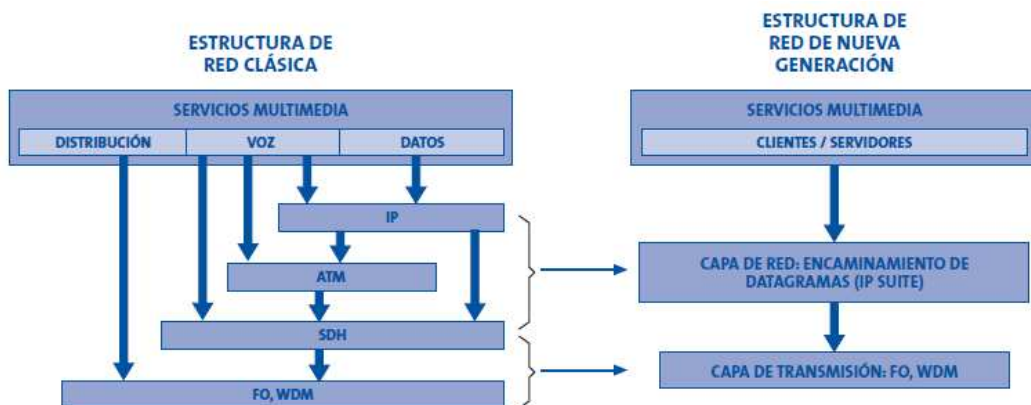 ESTRUCTURA DE
RED CLÁSICA
SERVICIOS MULTIMEDIA
DISTRIBUCIÓN
VOZ
DATOS
IP
ATM
SDH
FO, WDM
ESTRUCTURA DE
RED DE NUEVA
GENERACIÓN
SERVICIOS MULTIMEDIA
CLIENTES / SERVIDORES
CAPA DE RED: ENCAMINAMIENTO DE
DATAGRAMAS (IP SUITE)
CAPA DE TRANSMISIÓN: FO, WDM